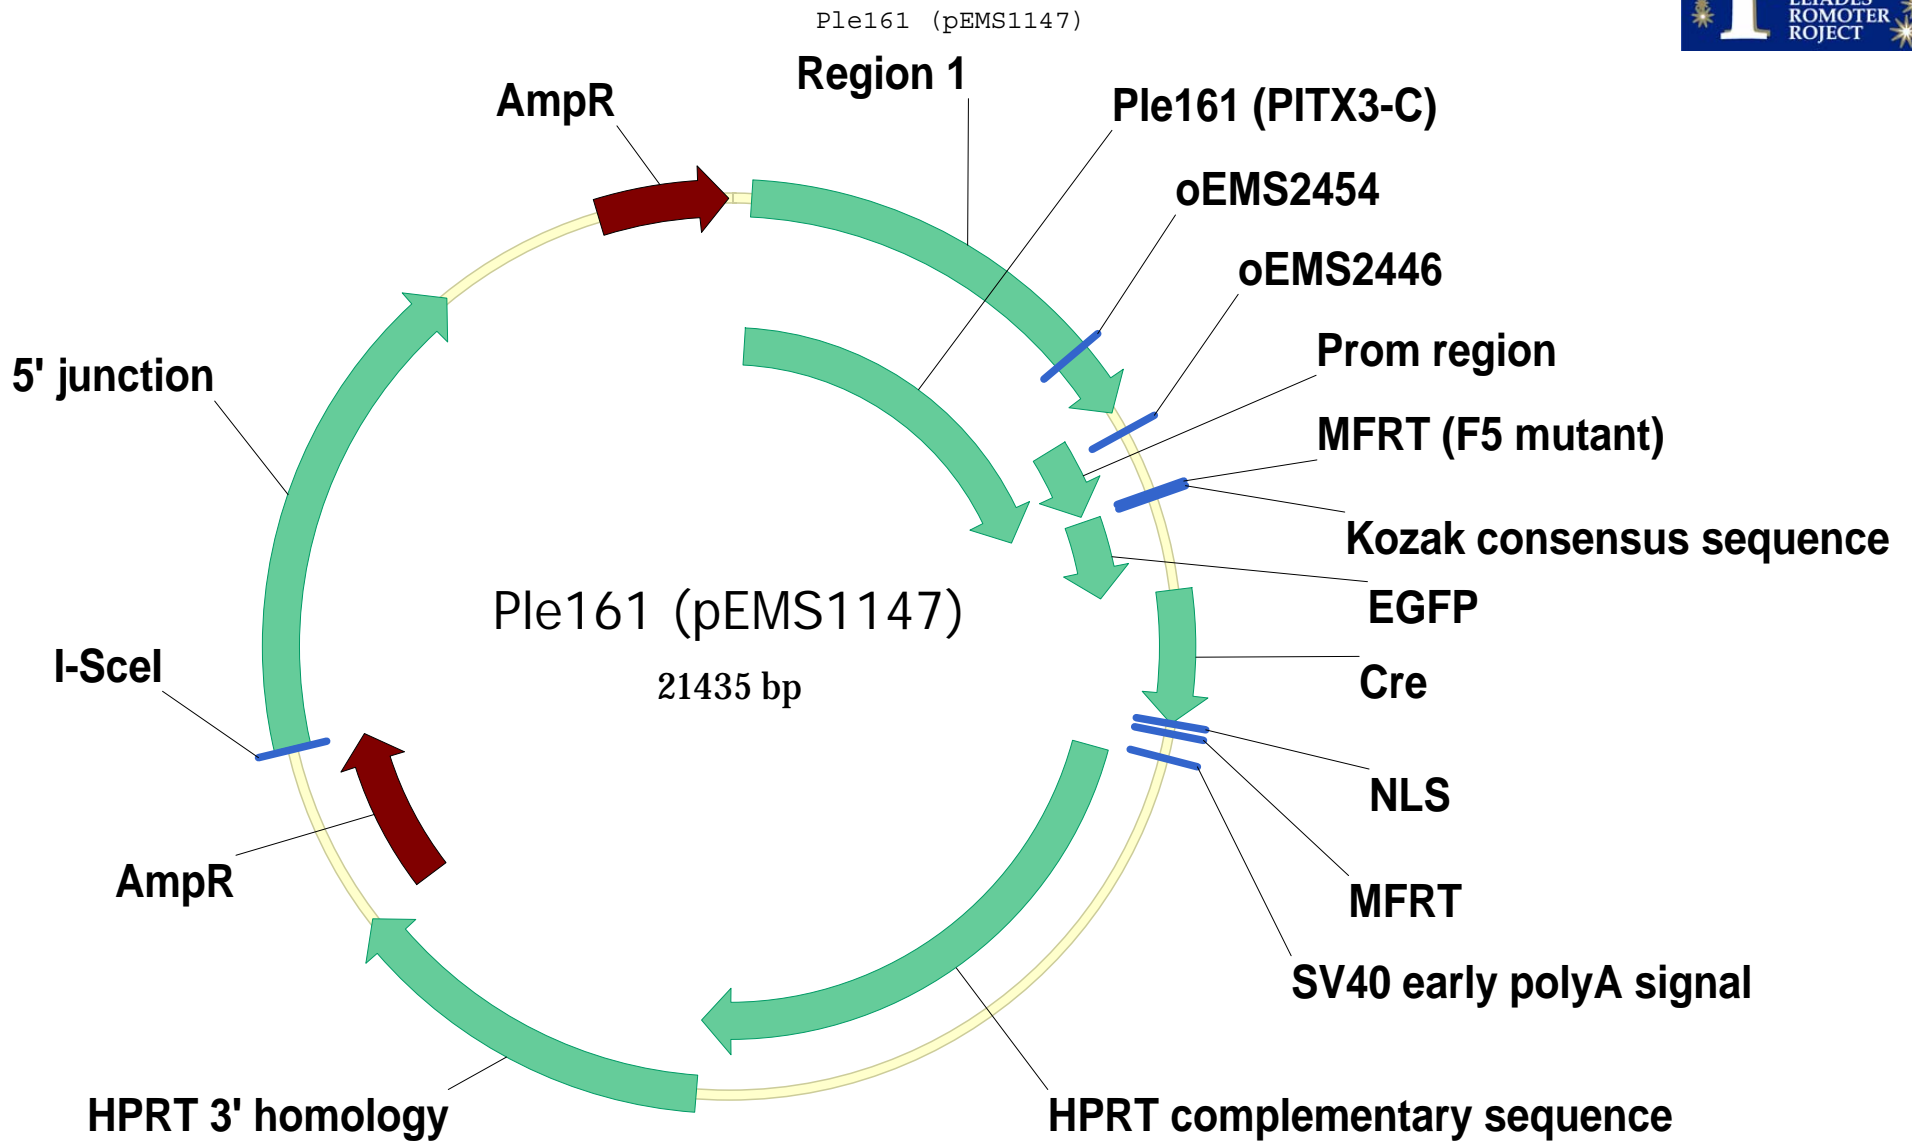 Ple161 (pEMS1147)
ROMOTER
ROJECT
Region 1
AmpR
Ple161 (PITX3-C)
oEMS2454
oEMS2446
Prom region
5' junction
MFRT (F5 mutant)
Kozak consensus sequence
Ple161 (pEMS1147)
EGFP
I-SceI
21435 bp
Cre
NLS
AmpR
MFRT
SV40 early polyA signal
HPRT 3' homology
HPRT complementary sequence